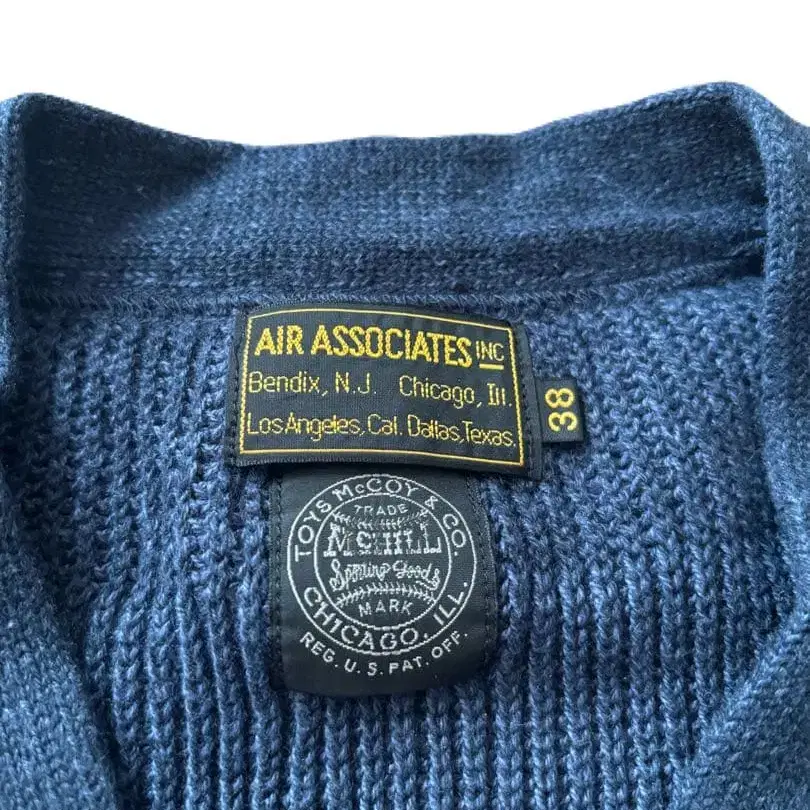 AIR ASSOCIATES INC
Bendix, N.J. Chicago, Ill.
Los Angeles, Cal. Dallas, Texas.
38
TOYS McCOY & CO.
TRADE
McHILL
Sporting Goods
MARK
CHICAGO, ILL.
REG. U.S. PAT. OFF.